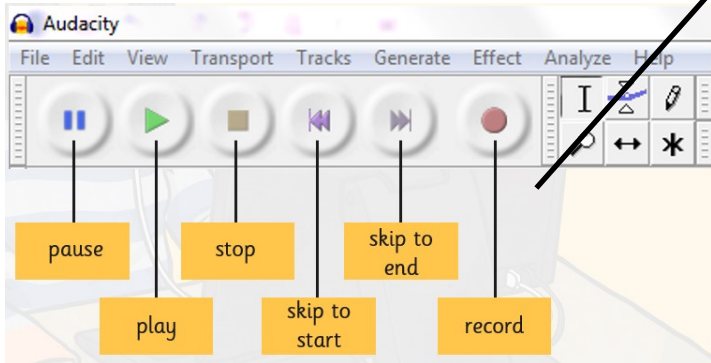 Audacity
File Edit View Transport Tracks Generate Effect Analyze Help
pause
stop
skip to
end
play
skip to
start
record